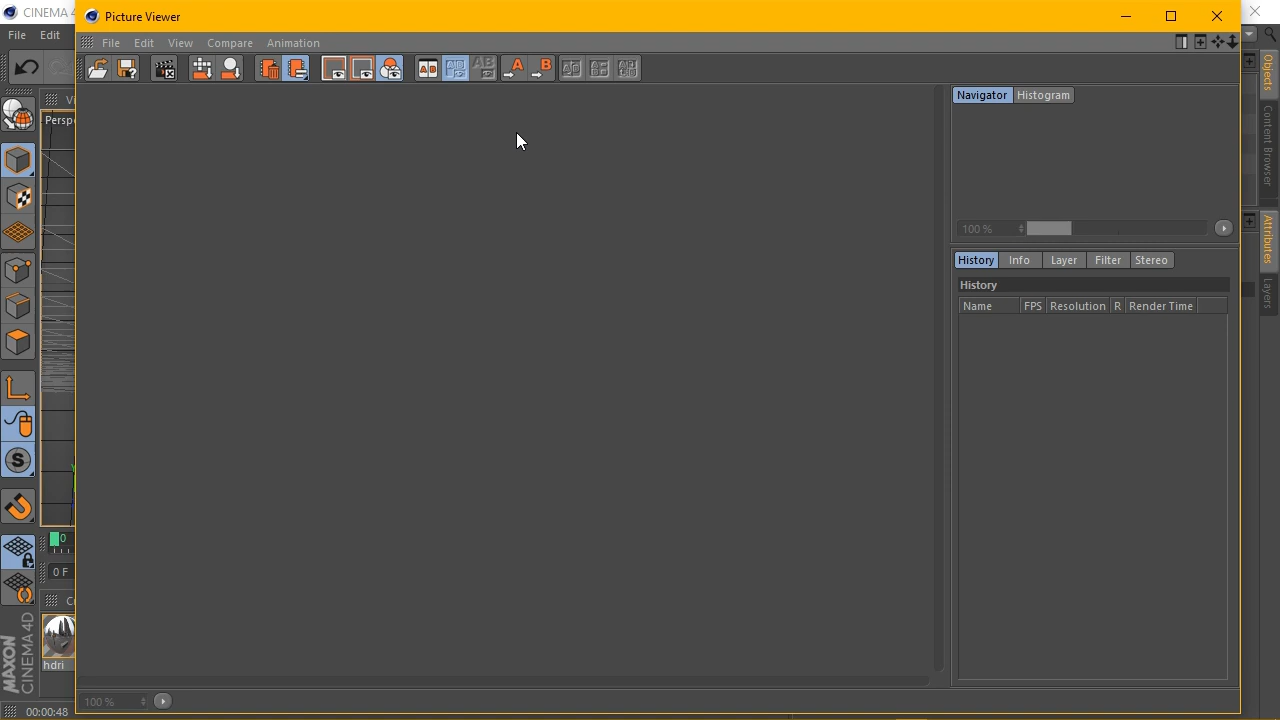 CINEMA 4D
Picture Viewer
File Edit
File Edit View Compare Animation
AB
A B
Persp
Navigator Histogram
100 %
History Info Layer Filter Stereo
History
Name FPS Resolution R Render Time
Objects
Content Browser
Attributes
Layers
S
0
0 F
hdri
MAXON
CINEMA 4D
100 %
00:00:48